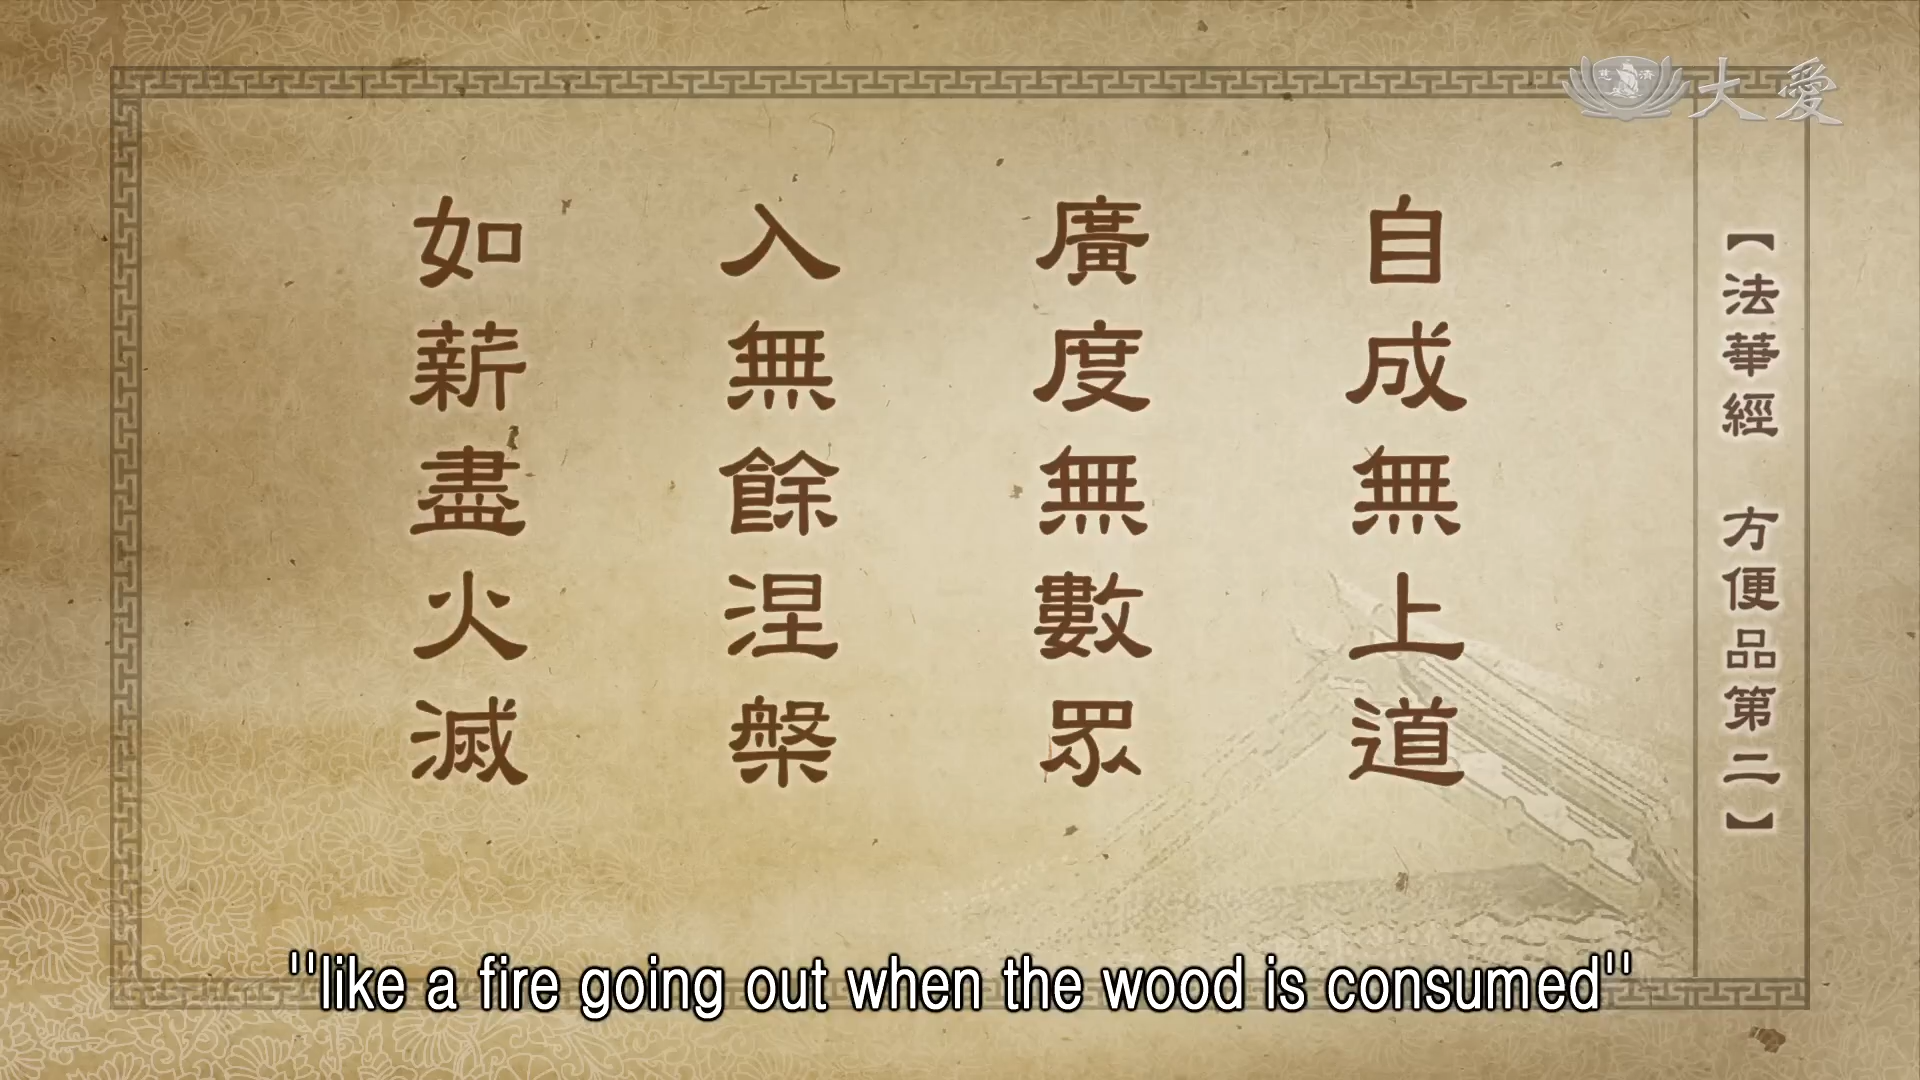 大愛
慈濟
【法華經 方便品第二】
自成無上道
廣度無數眾
入無餘涅槃
如薪盡火滅
"like a fire going out when the wood is consumed"